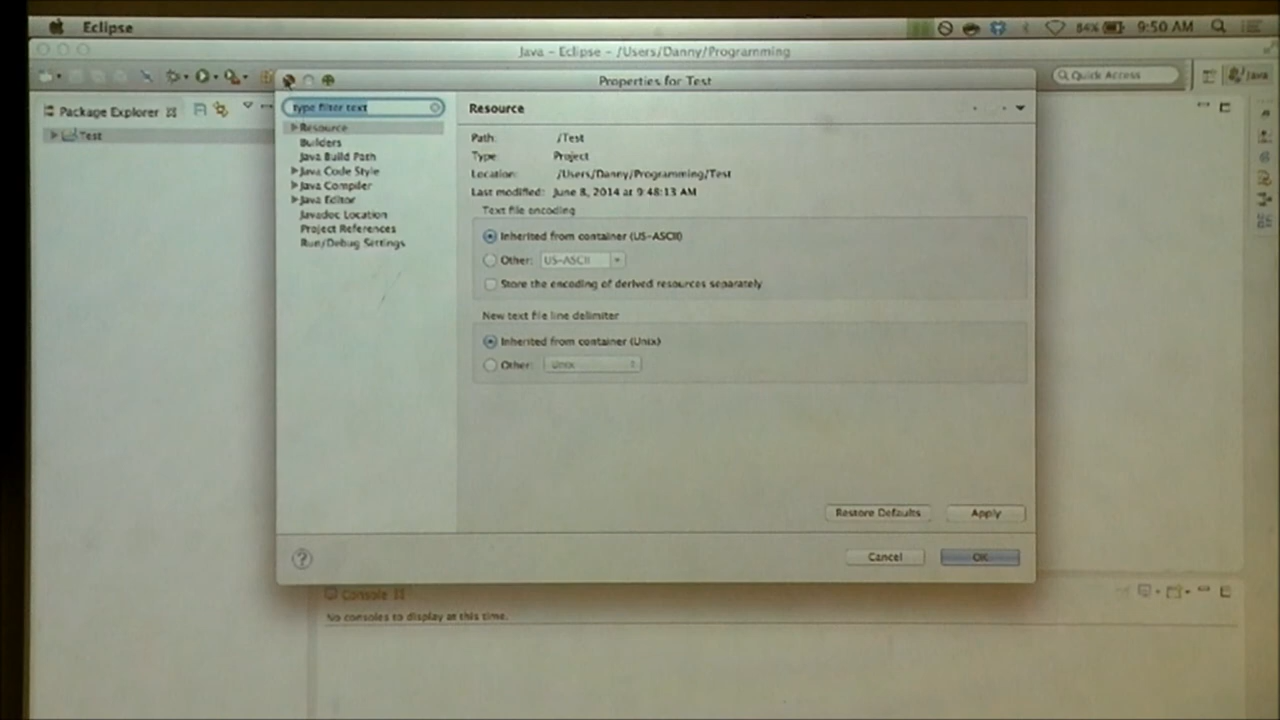 Eclipse
84%
9:50 AM
Java - Eclipse - /Users/Danny/Programming
Properties for Test
Quick Access
Java
Package Explorer
Test
type filter text
Resource
Builders
Java Build Path
Java Code Style
Java Compiler
Java Editor
Javadoc Location
Project References
Run/Debug Settings
Resource
Path: /Test
Type: Project
Location: /Users/Danny/Programming/Test
Last modified: June 8, 2014 at 9:48:13 AM
Text file encoding
Inherited from container (US-ASCII)
Other: US-ASCII
Store the encoding of derived resources separately
New text file line delimiter
Inherited from container (Unix)
Other: Unix
Restore Defaults
Apply
?
Cancel
OK
Console
No consoles to display at this time.